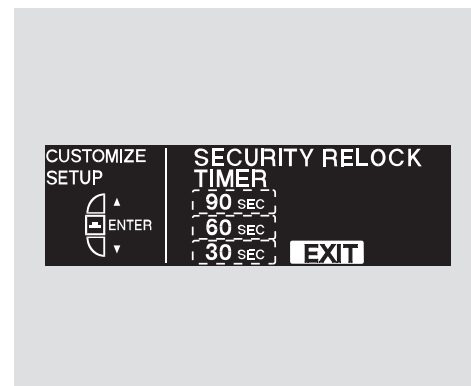 CUSTOMIZE
SETUP
ENTER
SECURITY RELOCK
TIMER
90 SEC
60 SEC
30 SEC
EXIT